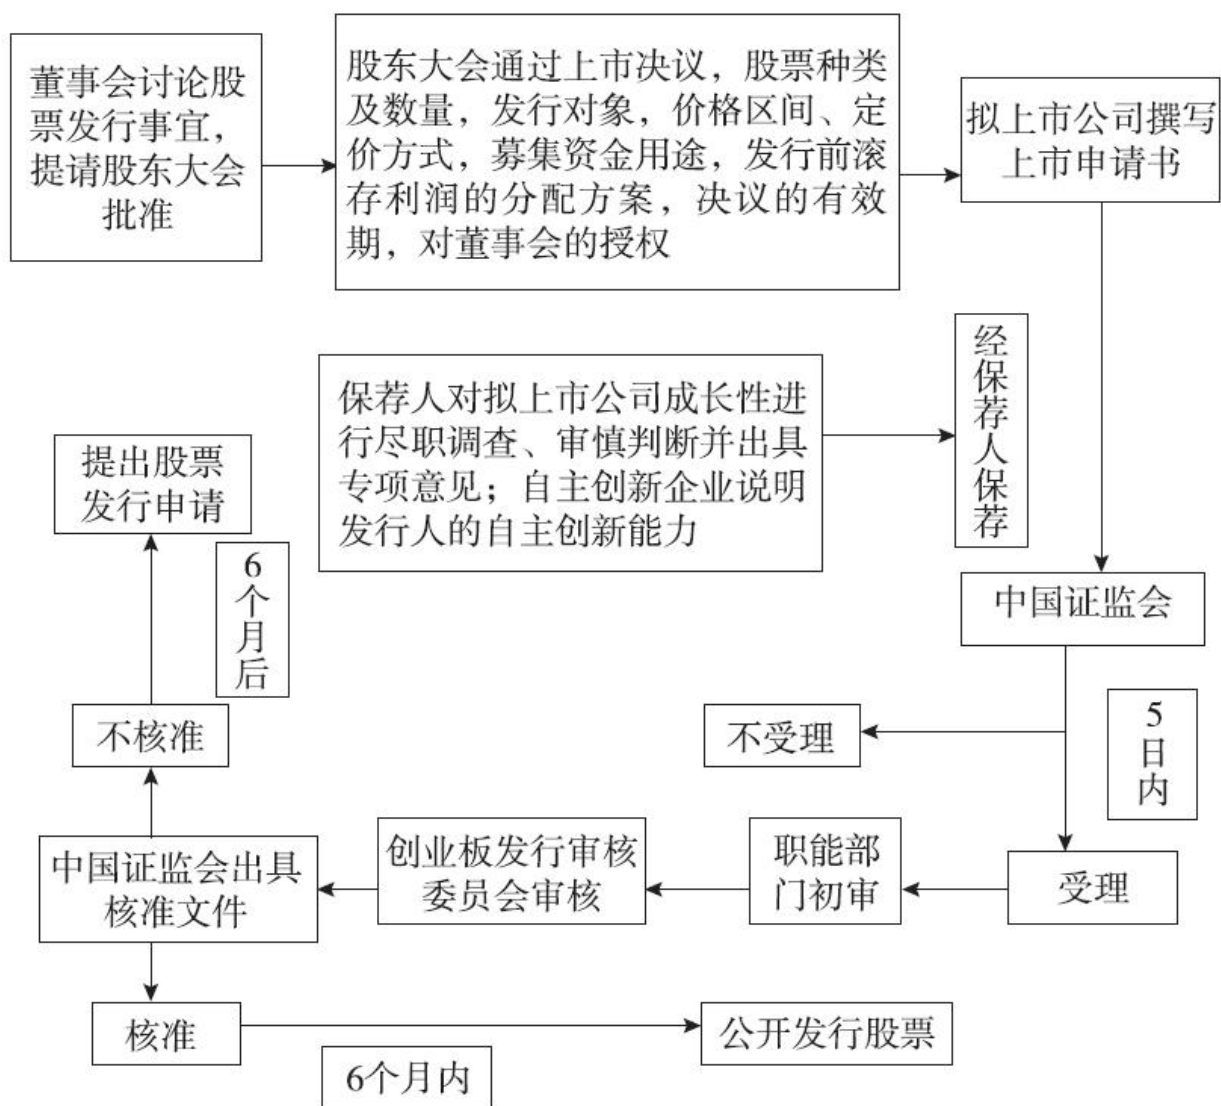 董事会讨论股
票发行事宜，
提请股东大会
批准
股东大会通过上市决议，股票种类
及数量，发行对象，价格区间、定
价方式，募集资金用途，发行前滚
存利润的分配方案，决议的有效
期，对董事会的授权
拟上市公司撰写
上市申请书
经保荐人保荐
保荐人对拟上市公司成长性进
行尽职调查、审慎判断并出具
专项意见；自主创新企业说明
发行人的自主创新能力
提出股票
发行申请
6个月后
中国证监会
不核准
不受理
5日内
中国证监会出具
核准文件
创业板发行审核
委员会审核
职能部
门初审
受理
核准
公开发行股票
6个月内